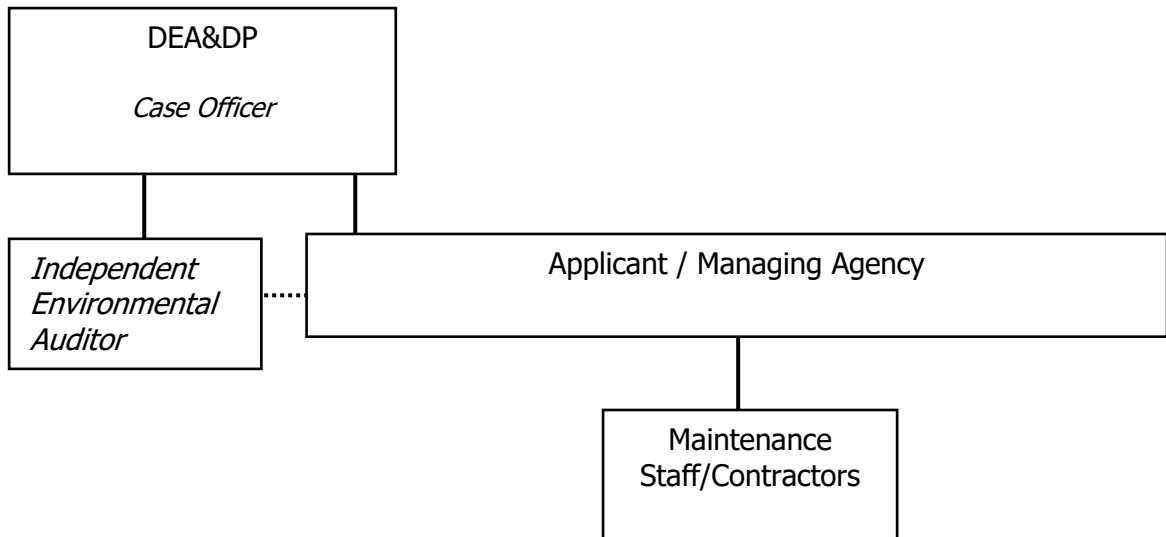 DEA&DP
Case Officer
Independent
Environmental
Auditor
Applicant / Managing Agency
Maintenance
Staff/Contractors